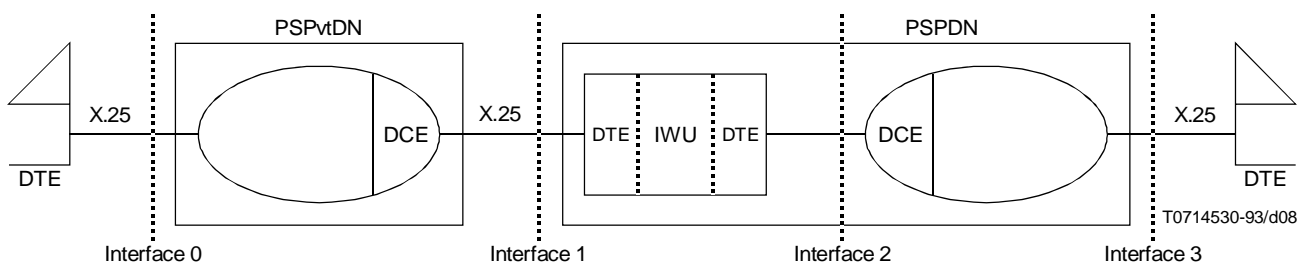 PSPvtDN
PSPDN
X.25
DCE
X.25
DTE
IWU
DTE
DCE
X.25
DTE
DTE
T0714530-93/d08
Interface 0
Interface 1
Interface 2
Interface 3